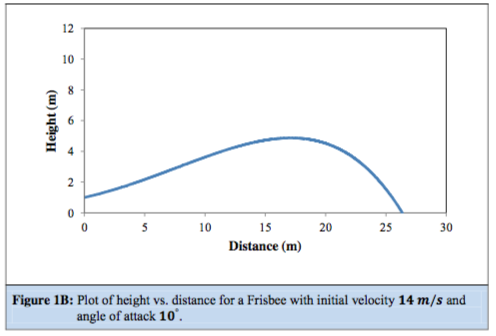 12
10
8
6
4
2
0
Height (m)
0 5 10 15 20 25 30
Distance (m)
Figure 1B: Plot of height vs. distance for a Frisbee with initial velocity 14 m/s and
angle of attack 10°.